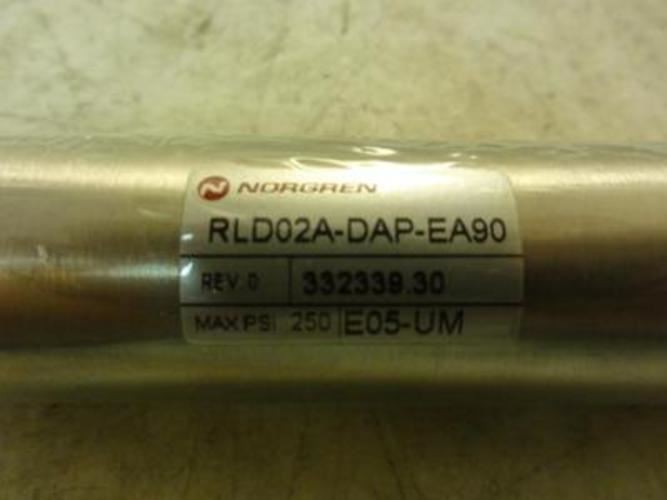 NORGREN
RLD02A-DAP-EA90
REV. 0 332339.30
MAX PSI 250 E05-UM